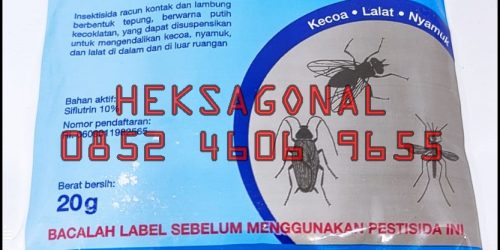 Insektisida racun kontak dan lambung
berbentuk tepung, berwarna putih
kecoklatan, yang dapat disuspensikan
untuk mengendalikan kecoa, nyamuk,
dan lalat di dalam dan di luar ruangan
Kecoa • Lalat • Nyamuk
Bahan aktif:
Siflutrin 10%
HEKSAGONAL
Nomor pendaftaran:
0852 4606 9655
Berat bersih:
20g
BACALAH LABEL SEBELUM MENGGUNAKAN PESTISIDA INI